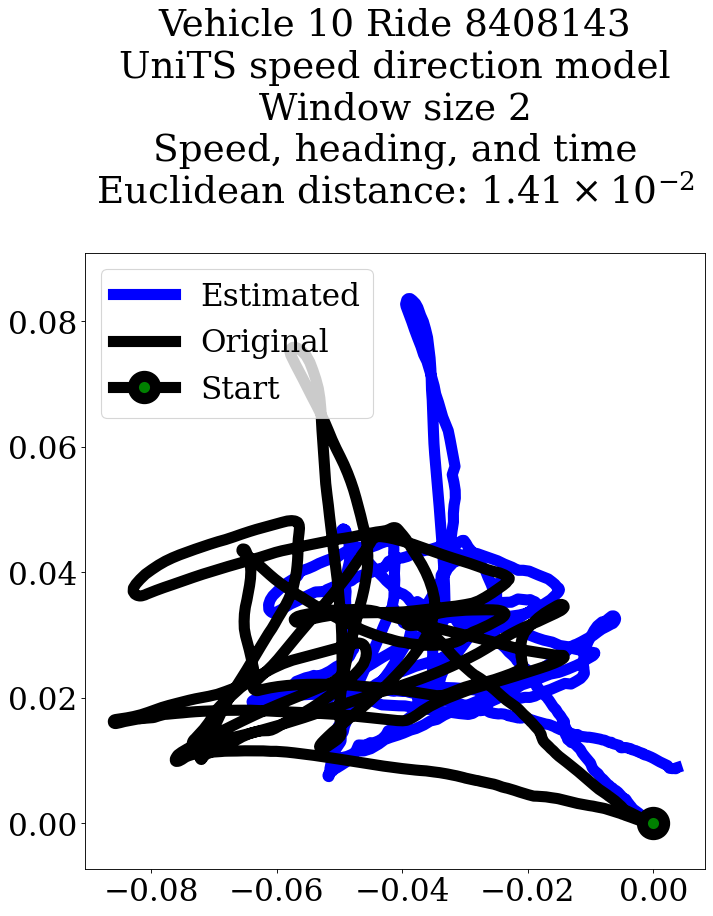 Vehicle 10 Ride 8408143
UniTS speed direction model
Window size 2
Speed, heading, and time
Euclidean distance: 1.41 × 10⁻²
Estimated
Original
Start
0.08
0.06
0.04
0.02
0.00
−0.08 −0.06 −0.04 −0.02 0.00